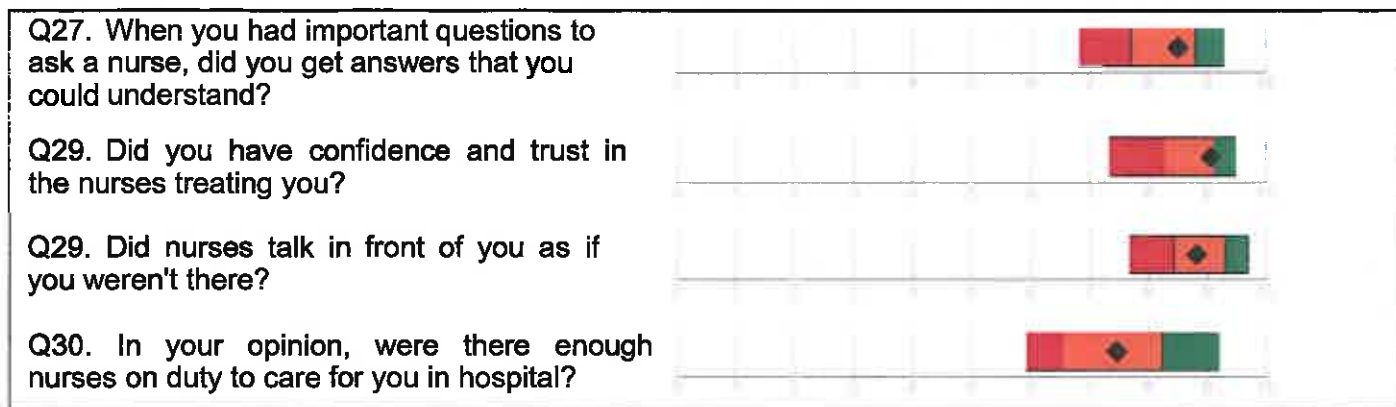 Q27. When you had important questions to
ask a nurse, did you get answers that you
could understand?
Q29. Did you have confidence and trust in
the nurses treating you?
Q29. Did nurses talk in front of you as if
you weren't there?
Q30. In your opinion, were there enough
nurses on duty to care for you in hospital?